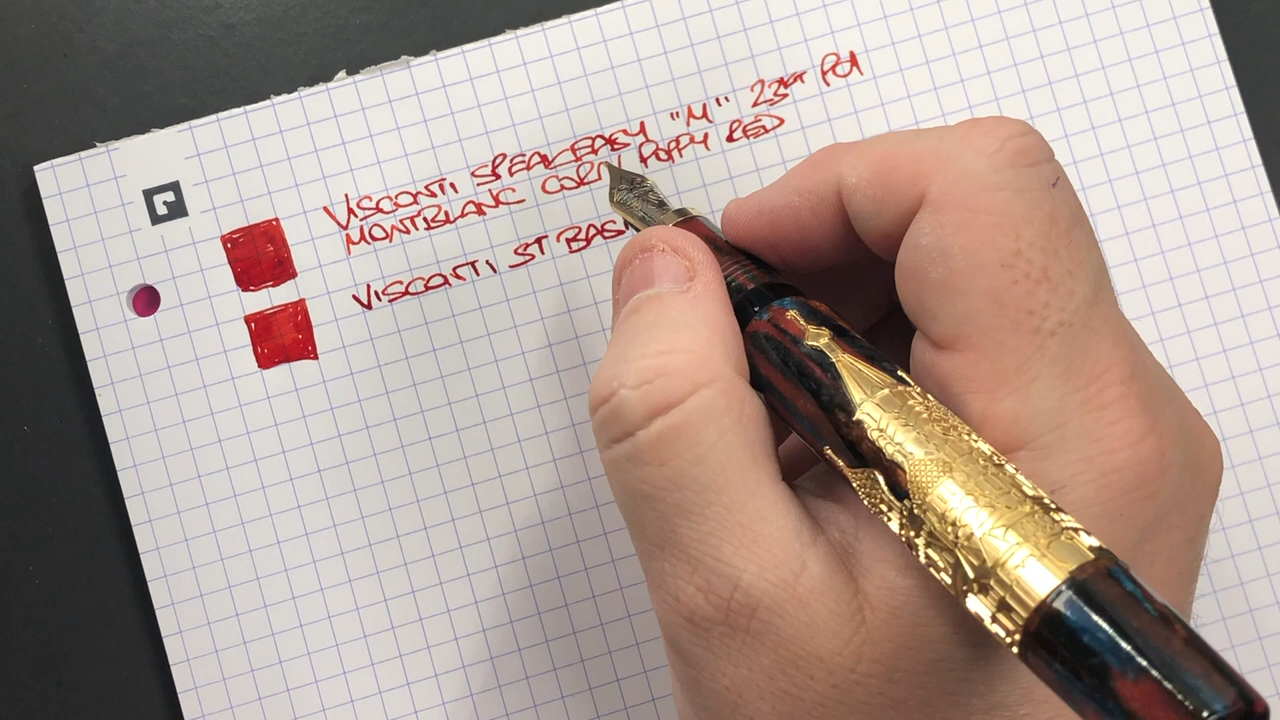 VISCONTI SPEAKEASY "M" 23KT Pd
MONTBLANC CORN POPPY RED
VISCONTI ST BASI